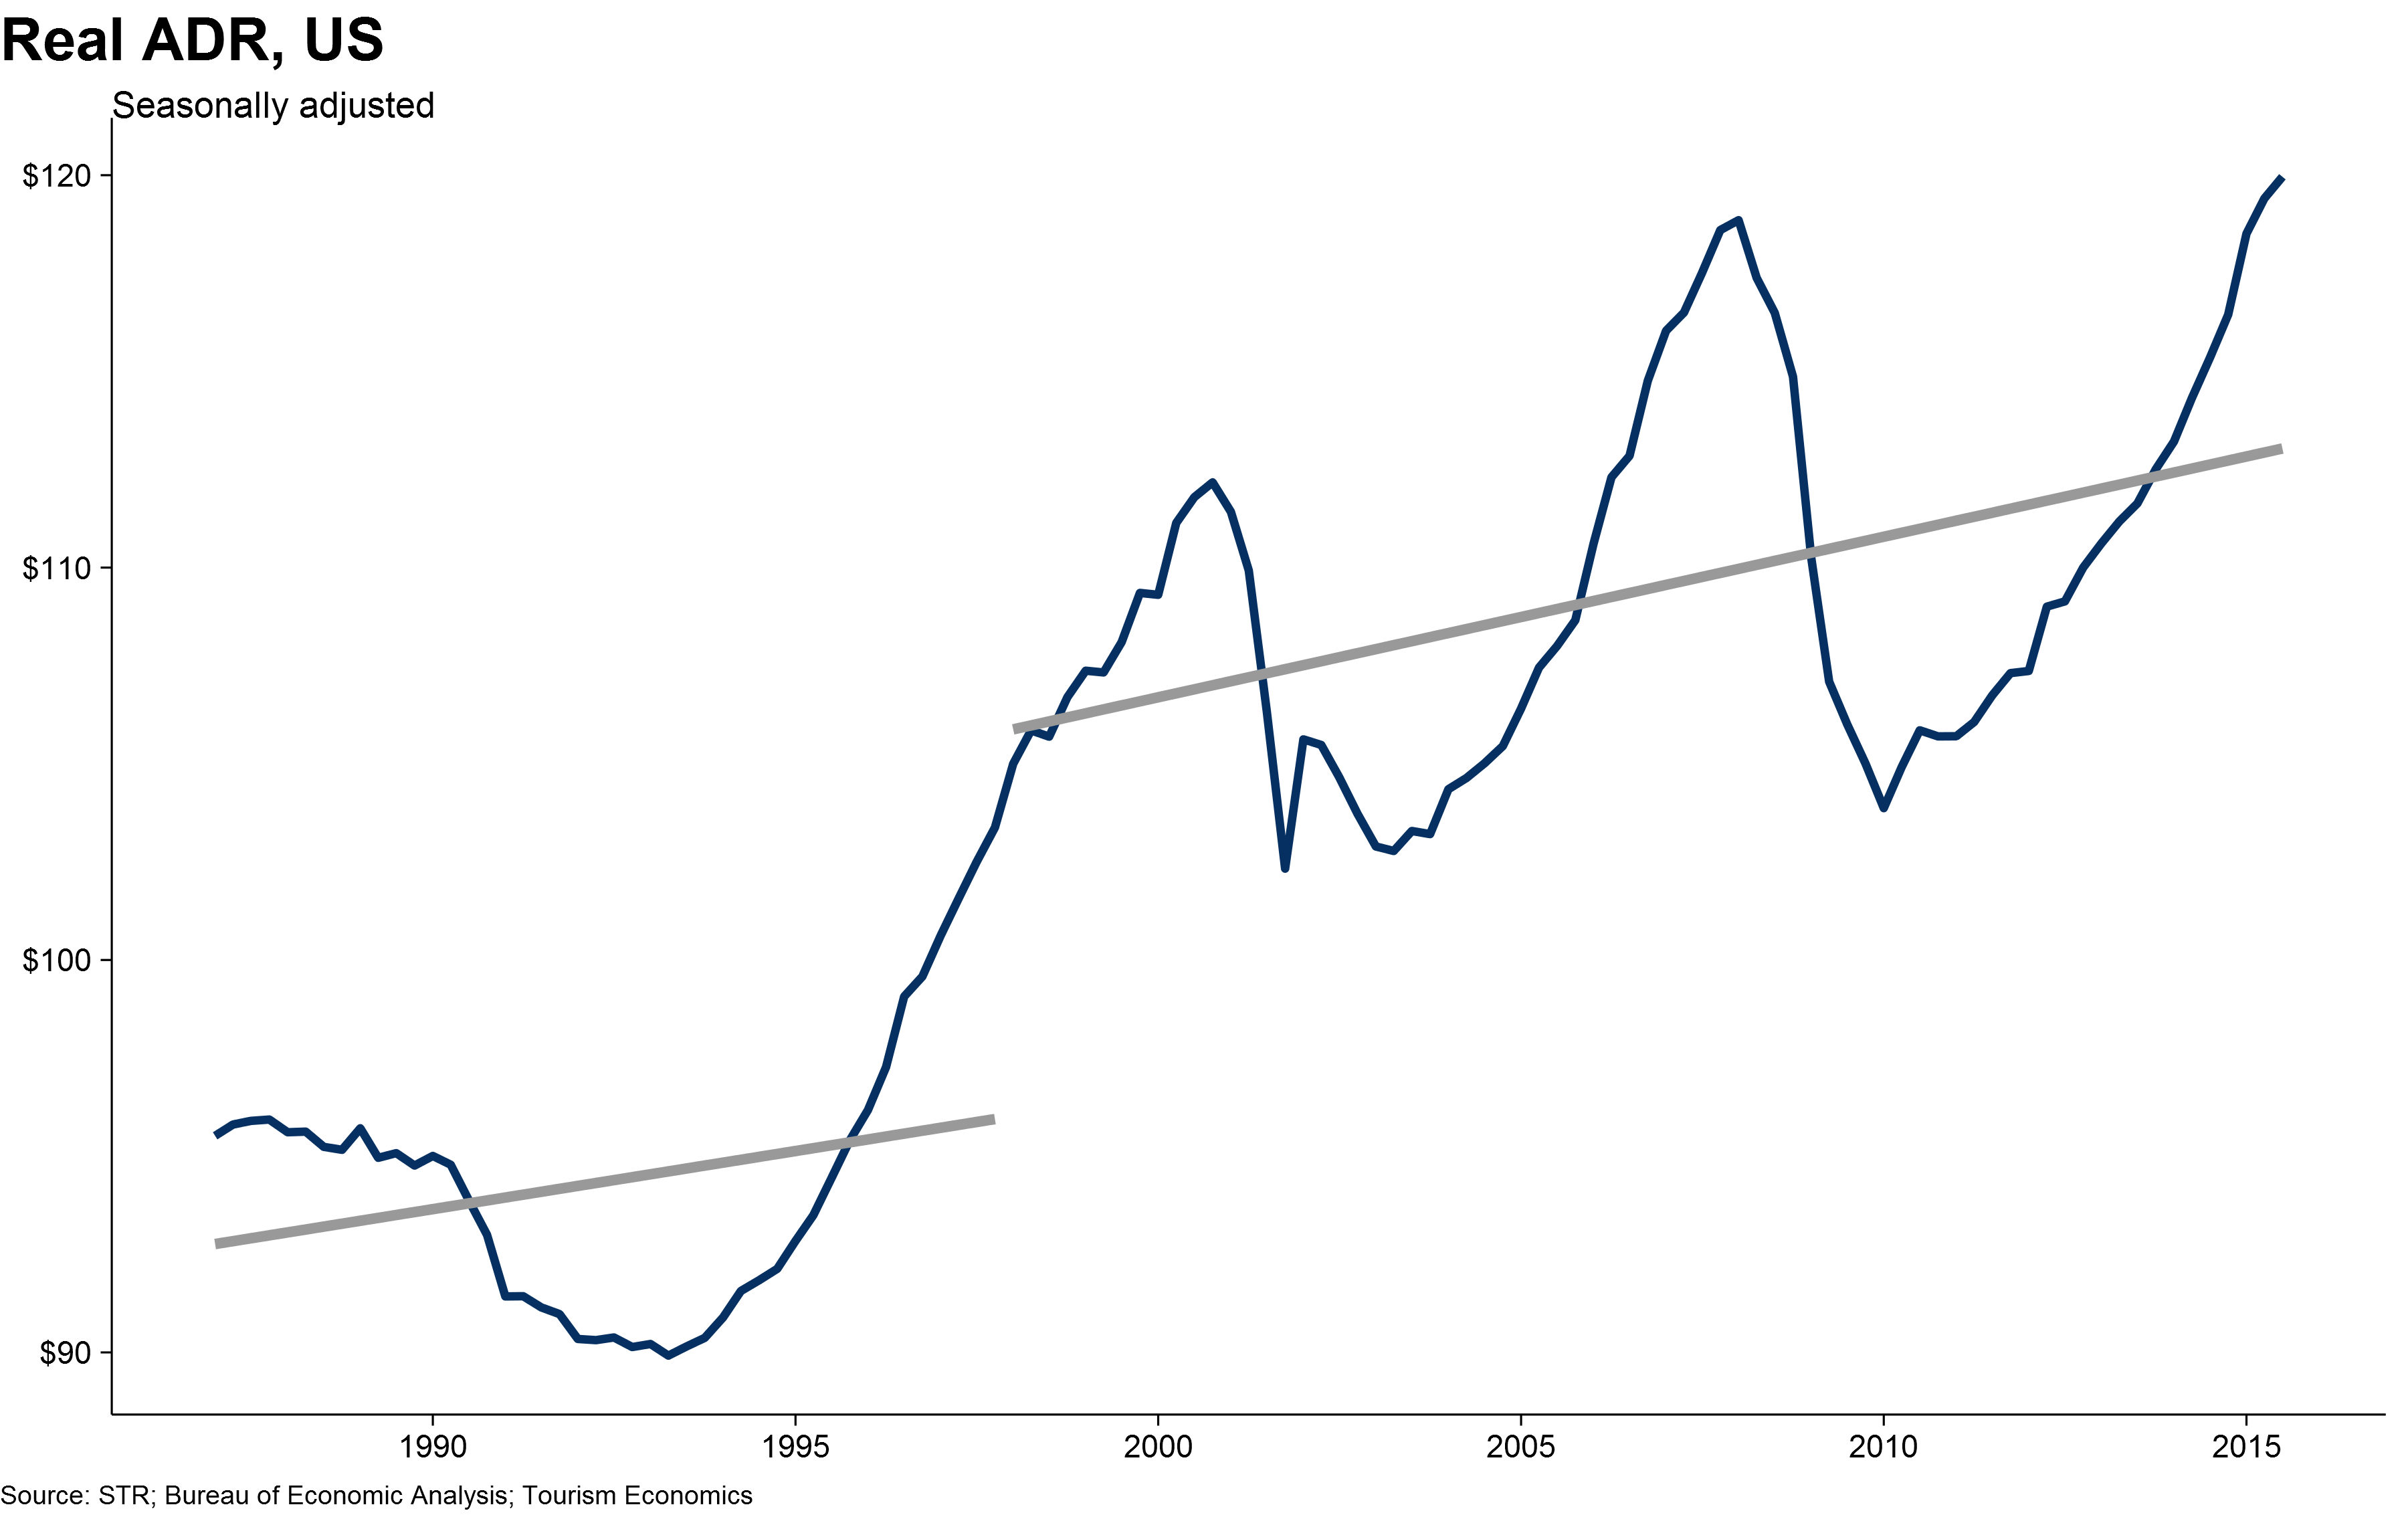 Real ADR, US
Seasonally adjusted
$120
$110
$100
$90
1990 1995 2000 2005 2010 2015
Source: STR; Bureau of Economic Analysis; Tourism Economics